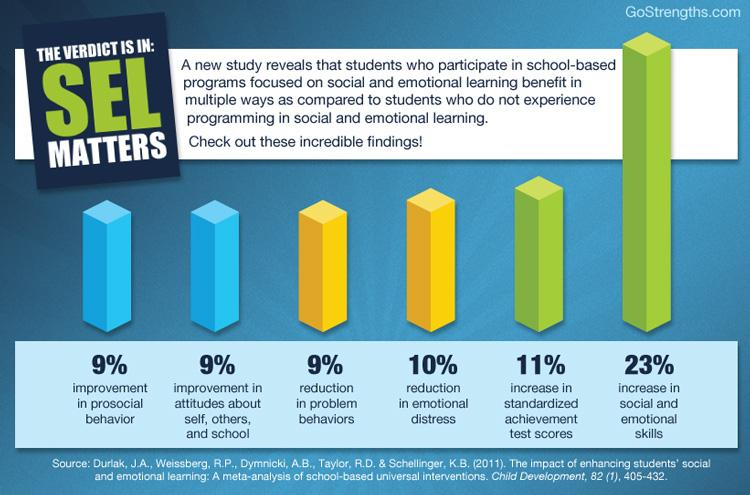 GoStrengths.com
THE VERDICT IS IN:
SEL
MATTERS
A new study reveals that students who participate in school-based
programs focused on social and emotional learning benefit in
multiple ways as compared to students who do not experience
programming in social and emotional learning.
Check out these incredible findings!
9%
improvement
in prosocial
behavior
9%
improvement in
attitudes about
self, others,
and school
9%
reduction
in problem
behaviors
10%
reduction
in emotional
distress
11%
increase in
standardized
achievement
test scores
23%
increase in
social and
emotional
skills
Source: Durlak, J.A., Weissberg, R.P., Dymnicki, A.B., Taylor, R.D. & Schellinger, K.B. (2011). The impact of enhancing students' social
and emotional learning: A meta-analysis of school-based universal interventions. Child Development, 82 (1), 405-432.